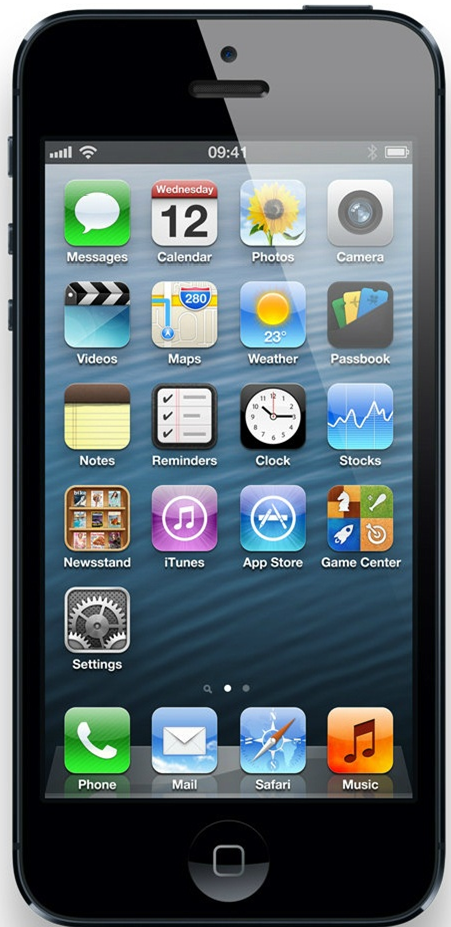 09:41
Wednesday
12
Messages Calendar Photos Camera
280
23°
Videos Maps Weather Passbook
Notes Reminders Clock Stocks
Newsstand iTunes App Store Game Center
Settings
Phone Mail Safari Music